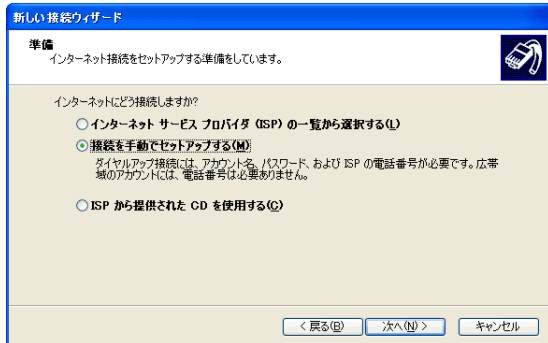 新しい接続ウィザード
準備
インターネット接続をセットアップする準備をしています。
インターネットにどう接続しますか?
インターネット サービス プロバイダ (ISP) の一覧から選択する(L)
接続を手動でセットアップする(M)
ダイヤルアップ接続には、アカウント名、パスワード、および ISP の電話番号が必要です。広帯
域のアカウントには、電話番号は必要ありません。
ISP から提供された CD を使用する(C)
< 戻る(B) 次へ(N) > キャンセル